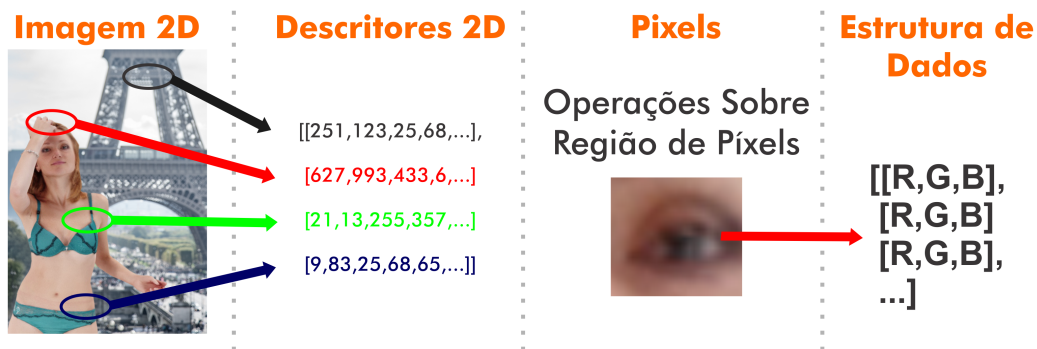 Imagem 2D
Descritores 2D
[[251,123,25,68,...],
[627,993,433,6,...]
[21,13,255,357,...]
[9,83,25,68,65,...]]
Pixels
Operações Sobre
Região de Píxels
Estrutura de
Dados
[[R,G,B],
[R,G,B]
[R,G,B],
...]